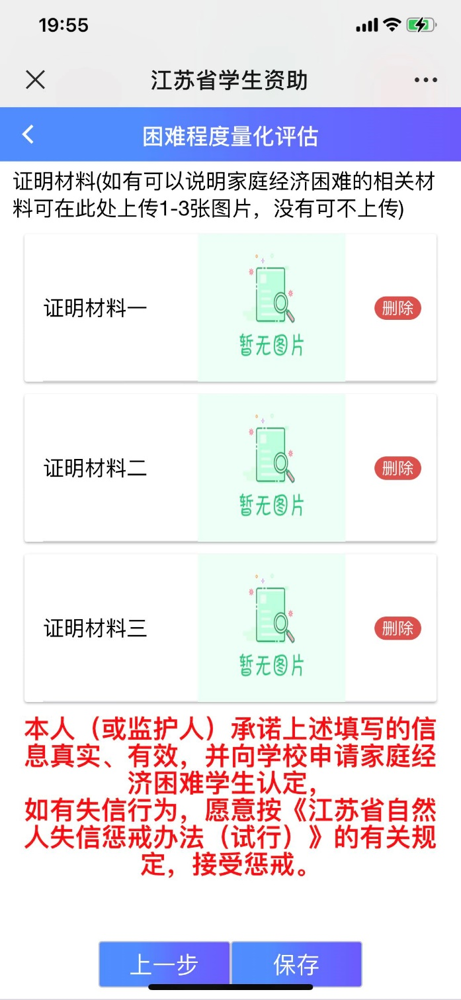 19:55
江苏省学生资助
困难程度量化评估
证明材料(如有可以说明家庭经济困难的相关材
料可在此处上传1-3张图片，没有可不上传)
证明材料一
暂无图片
删除
证明材料二
暂无图片
删除
证明材料三
暂无图片
删除
本人（或监护人）承诺上述填写的信
息真实、有效，并向学校申请家庭经
济困难学生认定，
如有失信行为，愿意按《江苏省自然
人失信惩戒办法（试行）》的有关规
定，接受惩戒。
上一步
保存